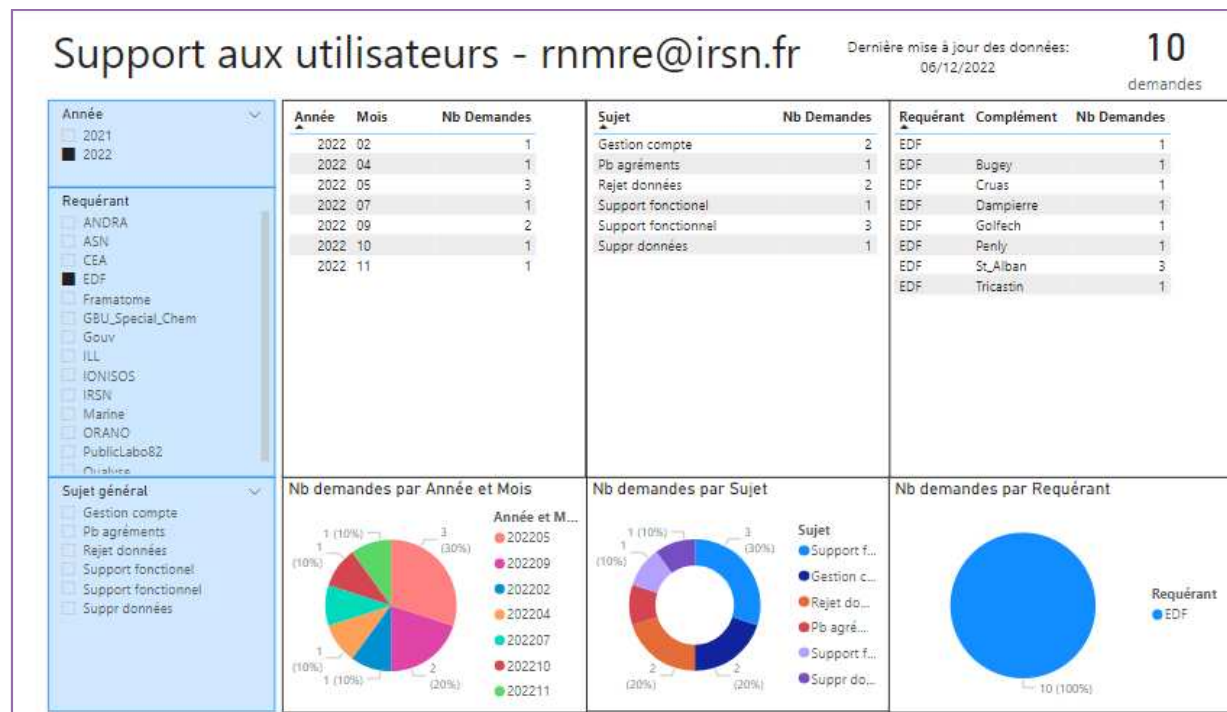 Support aux utilisateurs - rnmre@irsn.fr
Dernière mise à jour des données:
06/12/2022
10
demandes
Année
2021
2022
Requérant
ANDRA
ASN
CEA
EDF
Framatome
GBU_Special_Chem
Gouv
ILL
IONISOS
IRSN
Marine
ORANO
PublicLabo82
Sujet général
Gestion compte
Pb agréments
Rejet données
Support fonctionel
Support fonctionnel
Suppr données
Année Mois Nb Demandes
2022 02 1
2022 04 1
2022 05 3
2022 07 1
2022 09 2
2022 10 1
2022 11 1
Sujet Nb Demandes
Gestion compte 2
Pb agréments 1
Rejet données 2
Support fonctionel 1
Support fonctionnel 3
Suppr données 1
Requérant Complément Nb Demandes
EDF 1
EDF Bugey 1
EDF Cruas 1
EDF Dampierre 1
EDF Golfech 1
EDF Penly 1
EDF St_Alban 3
EDF Tricastin 1
Nb demandes par Année et Mois
1 (10%)
3
(30%)
1
(10%)
1
(10%)
1 (10%)
2
(20%)
Année et M...
202205
202209
202202
202204
202207
202210
202211
Nb demandes par Sujet
1 (10%)
3
(30%)
1
(10%)
2
(20%)
2
(20%)
Sujet
Support f...
Gestion c...
Rejet do...
Pb agré...
Support f...
Suppr do...
Nb demandes par Requérant
10 (100%)
Requérant
EDF